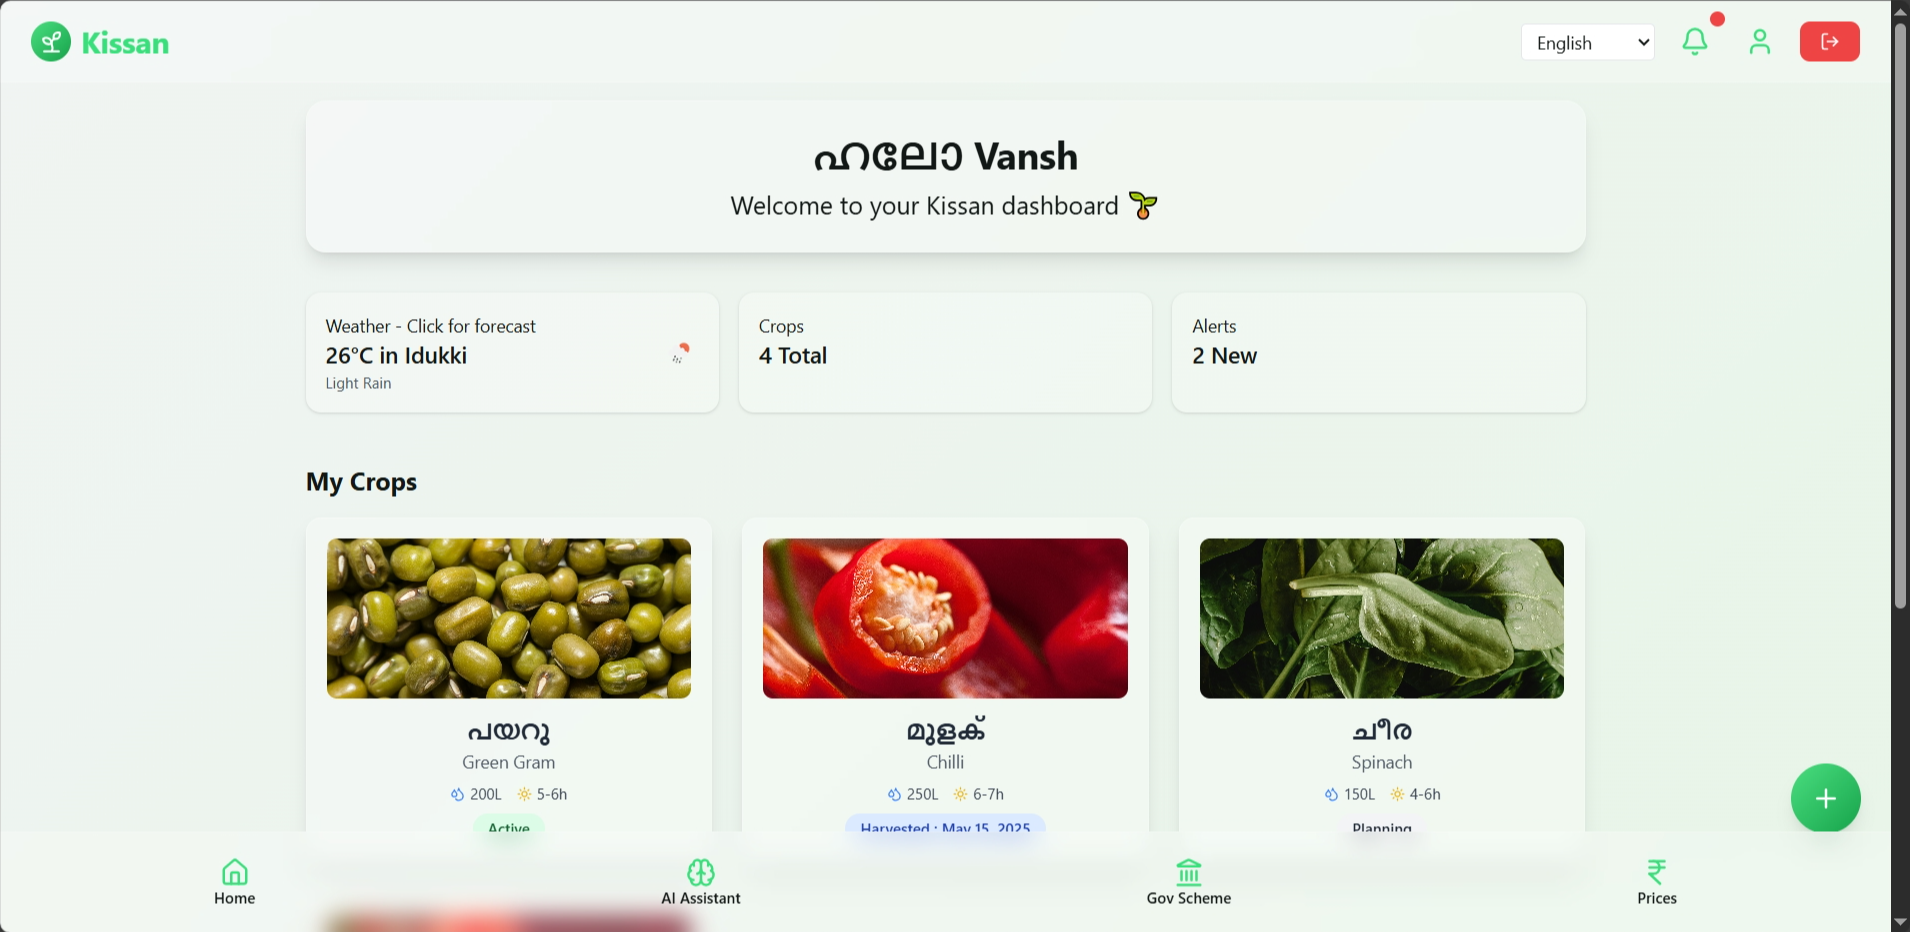 Kissan
English
ഹലോ Vansh
Welcome to your Kissan dashboard
Weather - Click for forecast
26°C in Idukki
Light Rain
Crops
4 Total
Alerts
2 New
My Crops
പയറു
Green Gram
200L 5-6h
Active
മുളക്
Chilli
250L 6-7h
Harvested : May 15, 2025
ചീര
Spinach
150L 4-6h
Planning
Home
AI Assistant
Gov Scheme
Prices